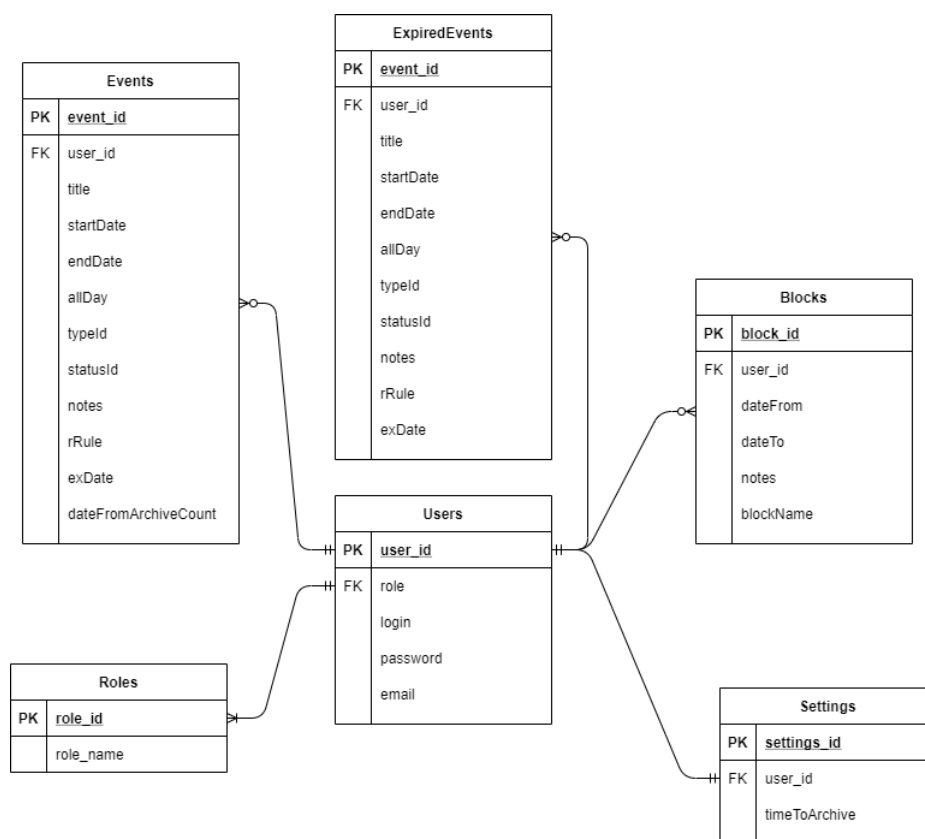 ExpiredEvents
PK event_id
FK user_id
title
startDate
endDate
allDay
typeId
statusId
notes
rRule
exDate
Events
PK event_id
FK user_id
title
startDate
endDate
allDay
typeId
statusId
notes
rRule
exDate
dateFromArchiveCount
Blocks
PK block_id
FK user_id
dateFrom
dateTo
notes
blockName
Users
PK user_id
FK role
login
password
email
Roles
PK role_id
role_name
Settings
PK settings_id
FK user_id
timeToArchive